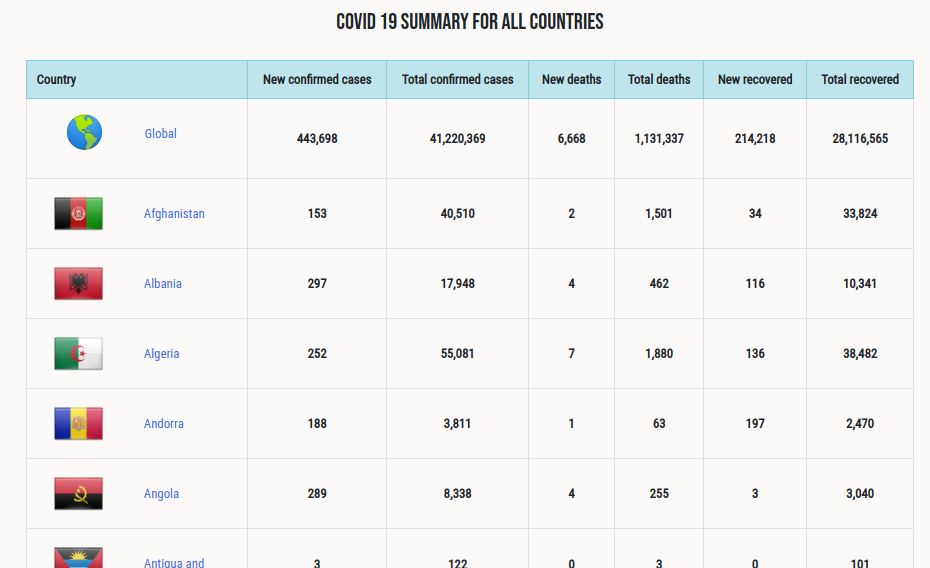 COVID 19 SUMMARY FOR ALL COUNTRIES
Country New confirmed cases Total confirmed cases New deaths Total deaths New recovered Total recovered
Global 443,698 41,220,369 6,668 1,131,337 214,218 28,116,565
Afghanistan 153 40,510 2 1,501 34 33,824
Albania 297 17,948 4 462 116 10,341
Algeria 252 55,081 7 1,880 136 38,482
Andorra 188 3,811 1 63 197 2,470
Angola 289 8,338 4 255 3 3,040
Antigua and 3 122 0 3 0 101